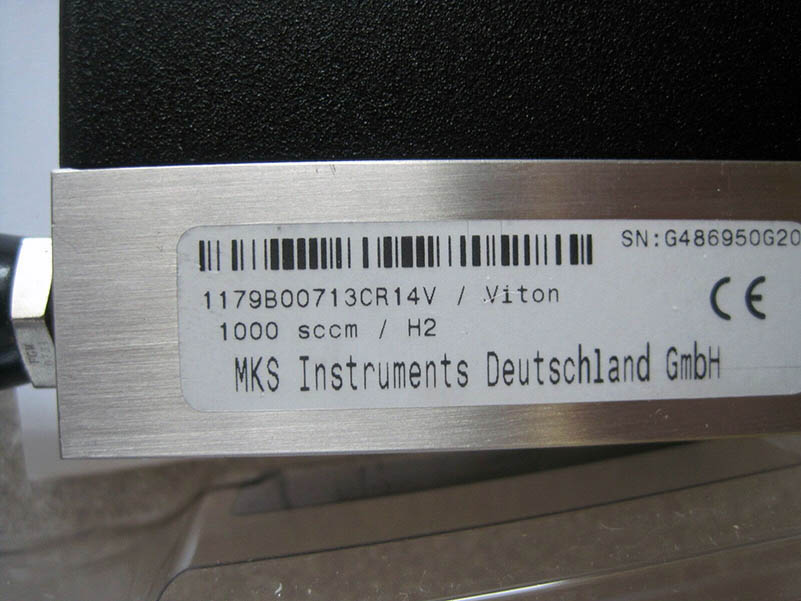 SN:G486950G20
1179B00713CR14V / Viton
CE
1000 sccm / H2
MKS Instruments Deutschland GmbH